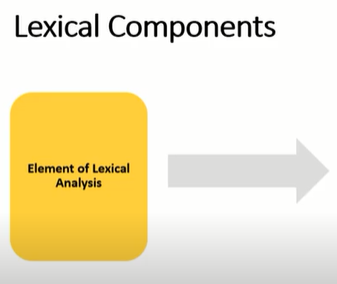 Lexical Components
Element of Lexical
Analysis